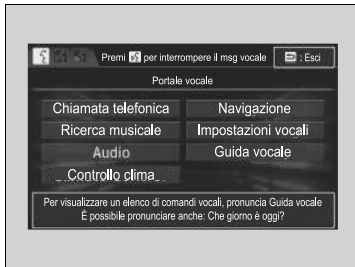 Premi per interrompere il msg vocale : Esci
Portale vocale
Chiamata telefonica Navigazione
Ricerca musicale Impostazioni vocali
Audio Guida vocale
Controllo clima
Per visualizzare un elenco di comandi vocali, pronuncia Guida vocale
È possibile pronunciare anche: Che giorno è oggi?